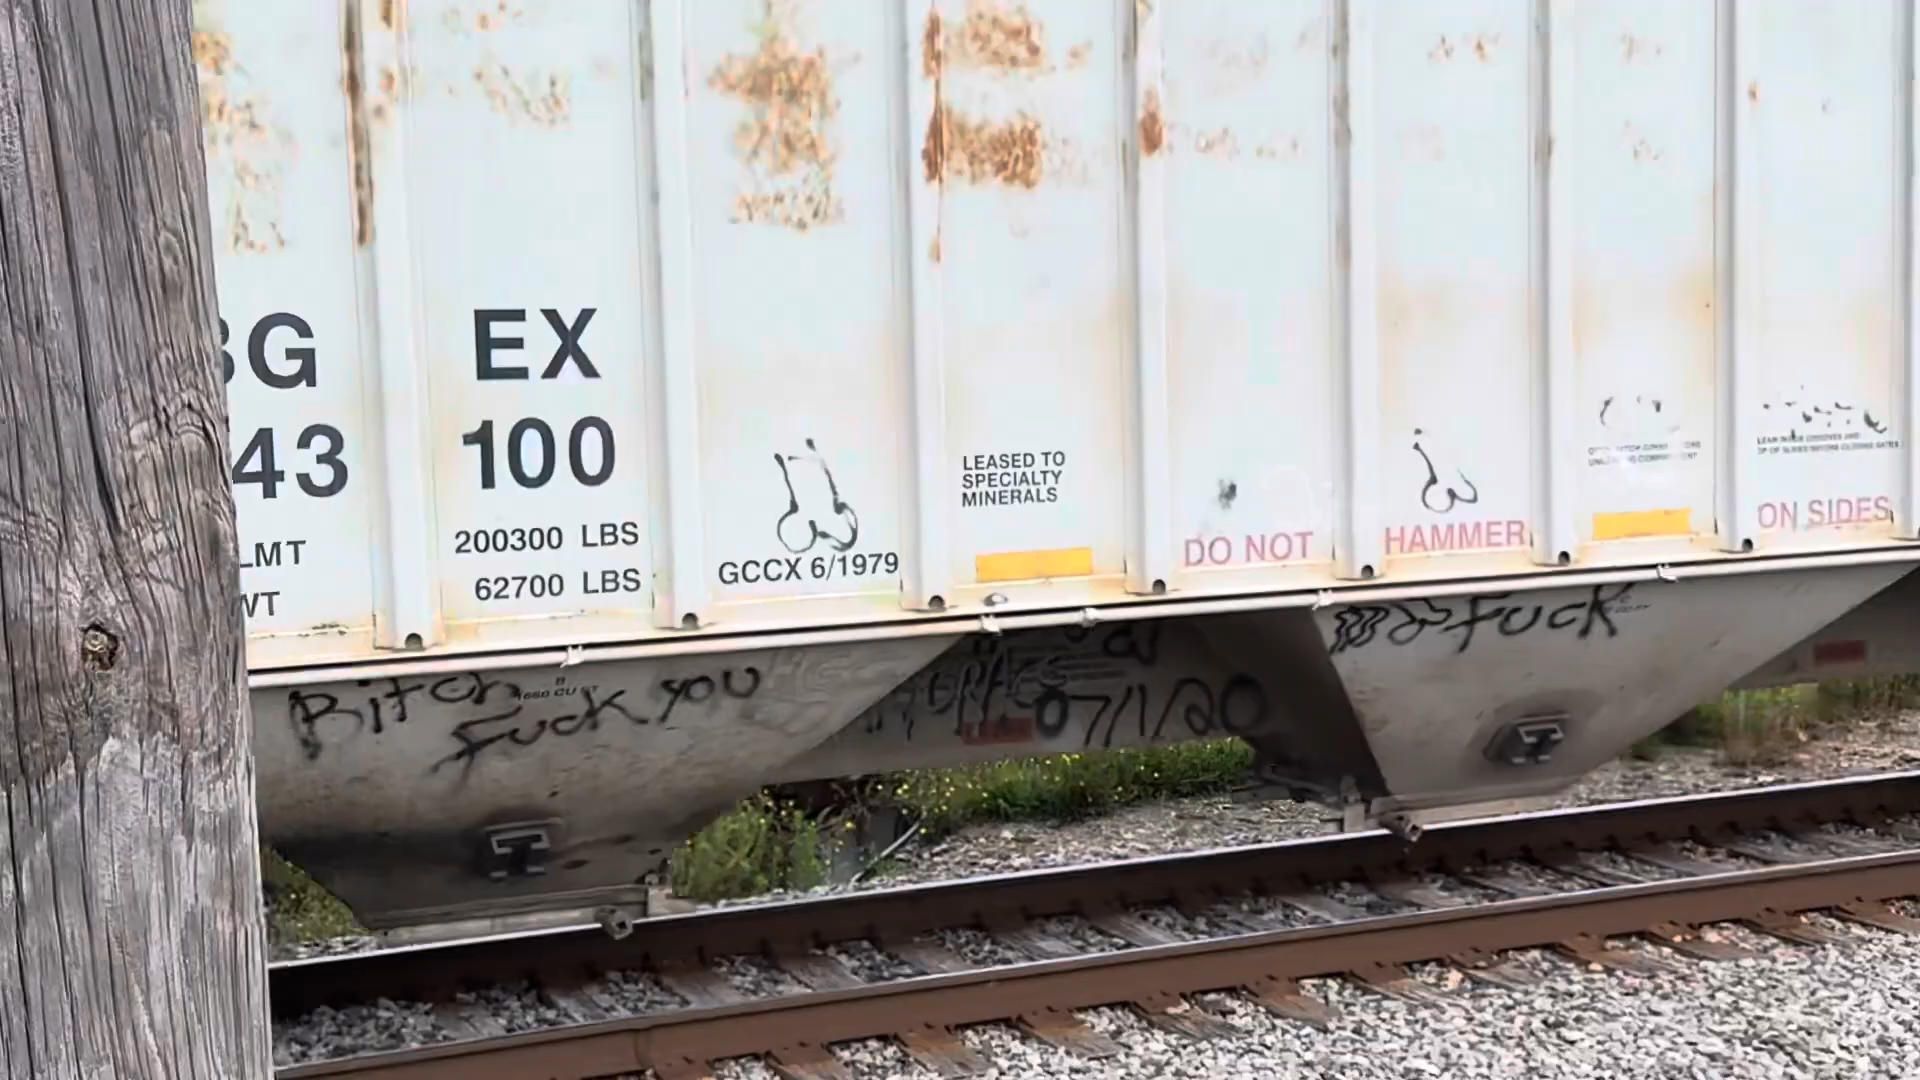 BG EX
43 100
LMT 200300 LBS
WT 62700 LBS
GCCX 6/1979
LEASED TO
SPECIALTY
MINERALS
DO NOT HAMMER ON SIDES
Bitch
Fuck you
07/1/20
Fuck